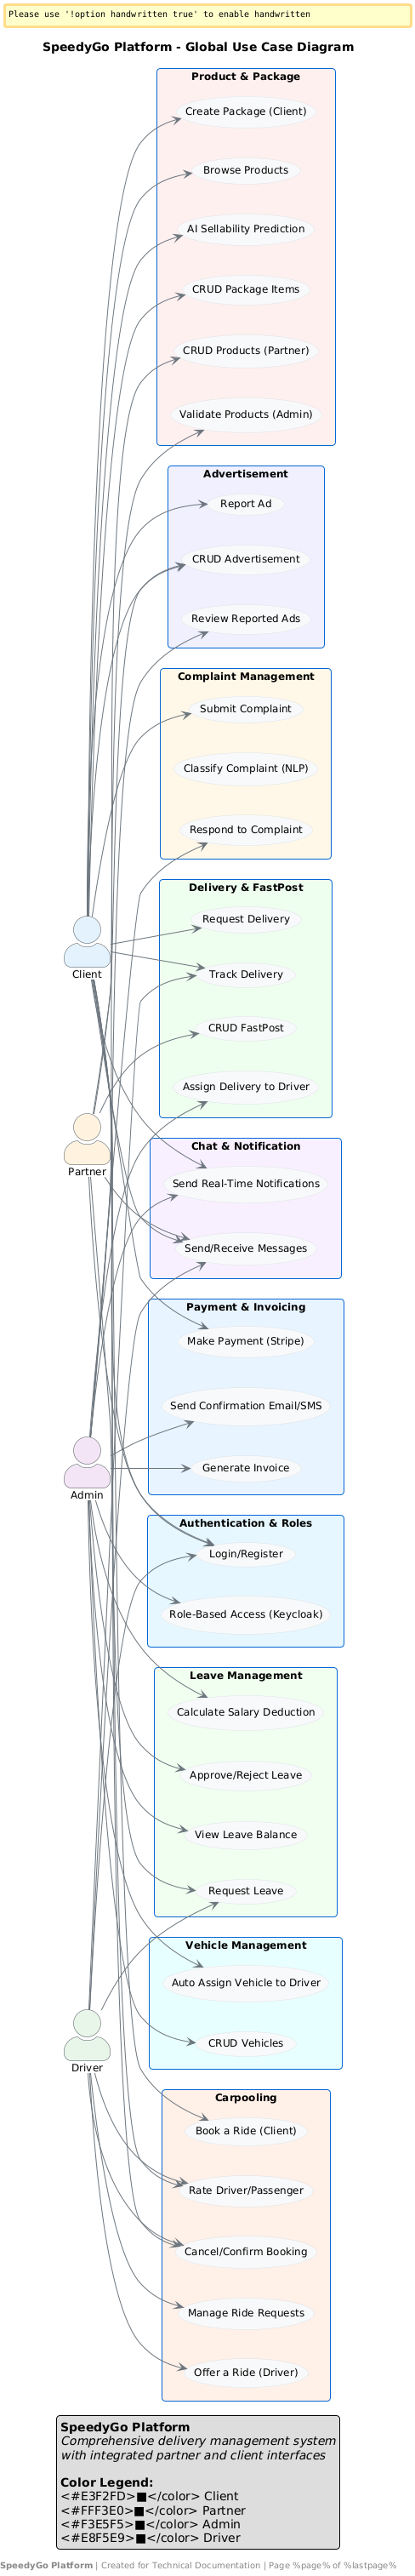 Please use '!option handwritten true' to enable handwritten
SpeedyGo Platform - Global Use Case Diagram
Product & Package
Create Package (Client)
Browse Products
AI Sellability Prediction
CRUD Package Items
CRUD Products (Partner)
Validate Products (Admin)
Advertisement
Report Ad
CRUD Advertisement
Review Reported Ads
Complaint Management
Submit Complaint
Classify Complaint (NLP)
Respond to Complaint
Delivery & FastPost
Request Delivery
Client
Track Delivery
CRUD FastPost
Assign Delivery to Driver
Chat & Notification
Partner
Send Real-Time Notifications
Send/Receive Messages
Payment & Invoicing
Make Payment (Stripe)
Send Confirmation Email/SMS
Generate Invoice
Admin
Authentication & Roles
Login/Register
Role-Based Access (Keycloak)
Leave Management
Calculate Salary Deduction
Approve/Reject Leave
View Leave Balance
Request Leave
Vehicle Management
Auto Assign Vehicle to Driver
CRUD Vehicles
Driver
Carpooling
Book a Ride (Client)
Rate Driver/Passenger
Cancel/Confirm Booking
Manage Ride Requests
Offer a Ride (Driver)
SpeedyGo Platform
Comprehensive delivery management system
with integrated partner and client interfaces
Color Legend:
<#E3F2FD>■</color> Client
<#FFF3E0>■</color> Partner
<#F3E5F5>■</color> Admin
<#E8F5E9>■</color> Driver
SpeedyGo Platform | Created for Technical Documentation | Page %page% of %lastpage%